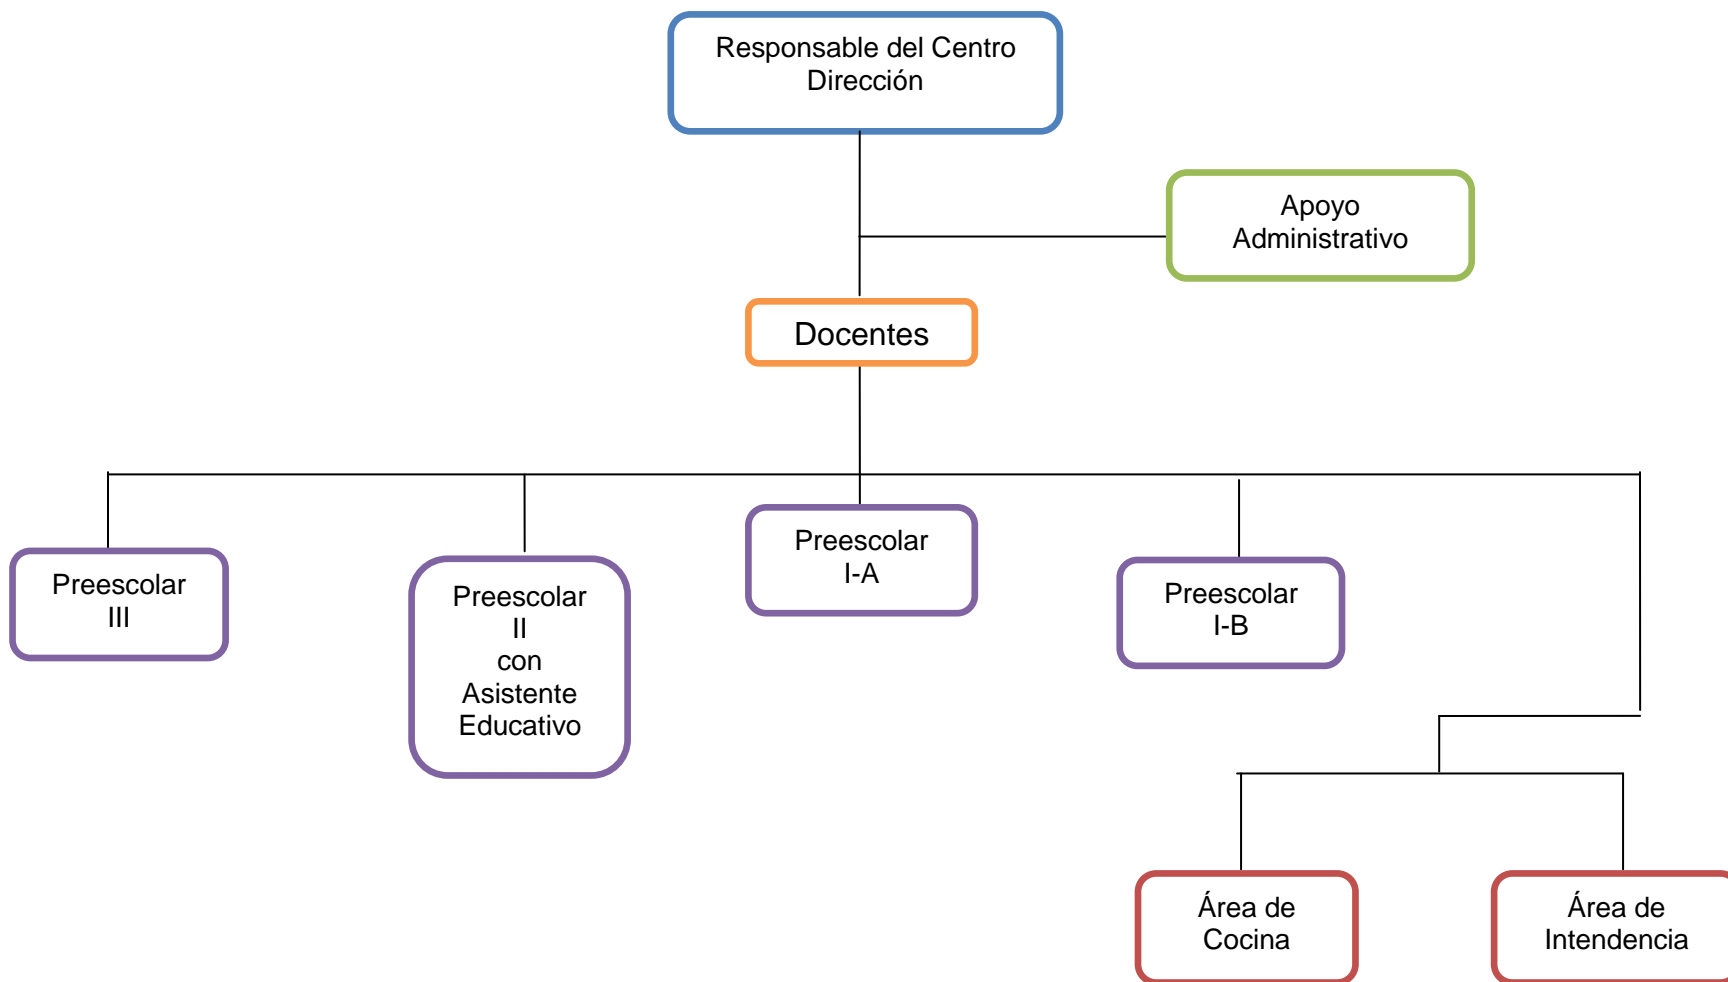 Responsable del Centro
Dirección
Apoyo
Administrativo
Docentes
Preescolar
III
Preescolar
II
con
Asistente
Educativo
Preescolar
I-A
Preescolar
I-B
Área de
Cocina
Área de
Intendencia